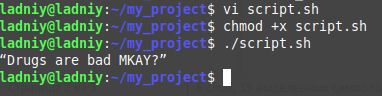 ladniy@ladniy:~/my_project$ vi script.sh
ladniy@ladniy:~/my_project$ chmod +x script.sh
ladniy@ladniy:~/my_project$ ./script.sh
“Drugs are bad MKAY?”
ladniy@ladniy:~/my_project$